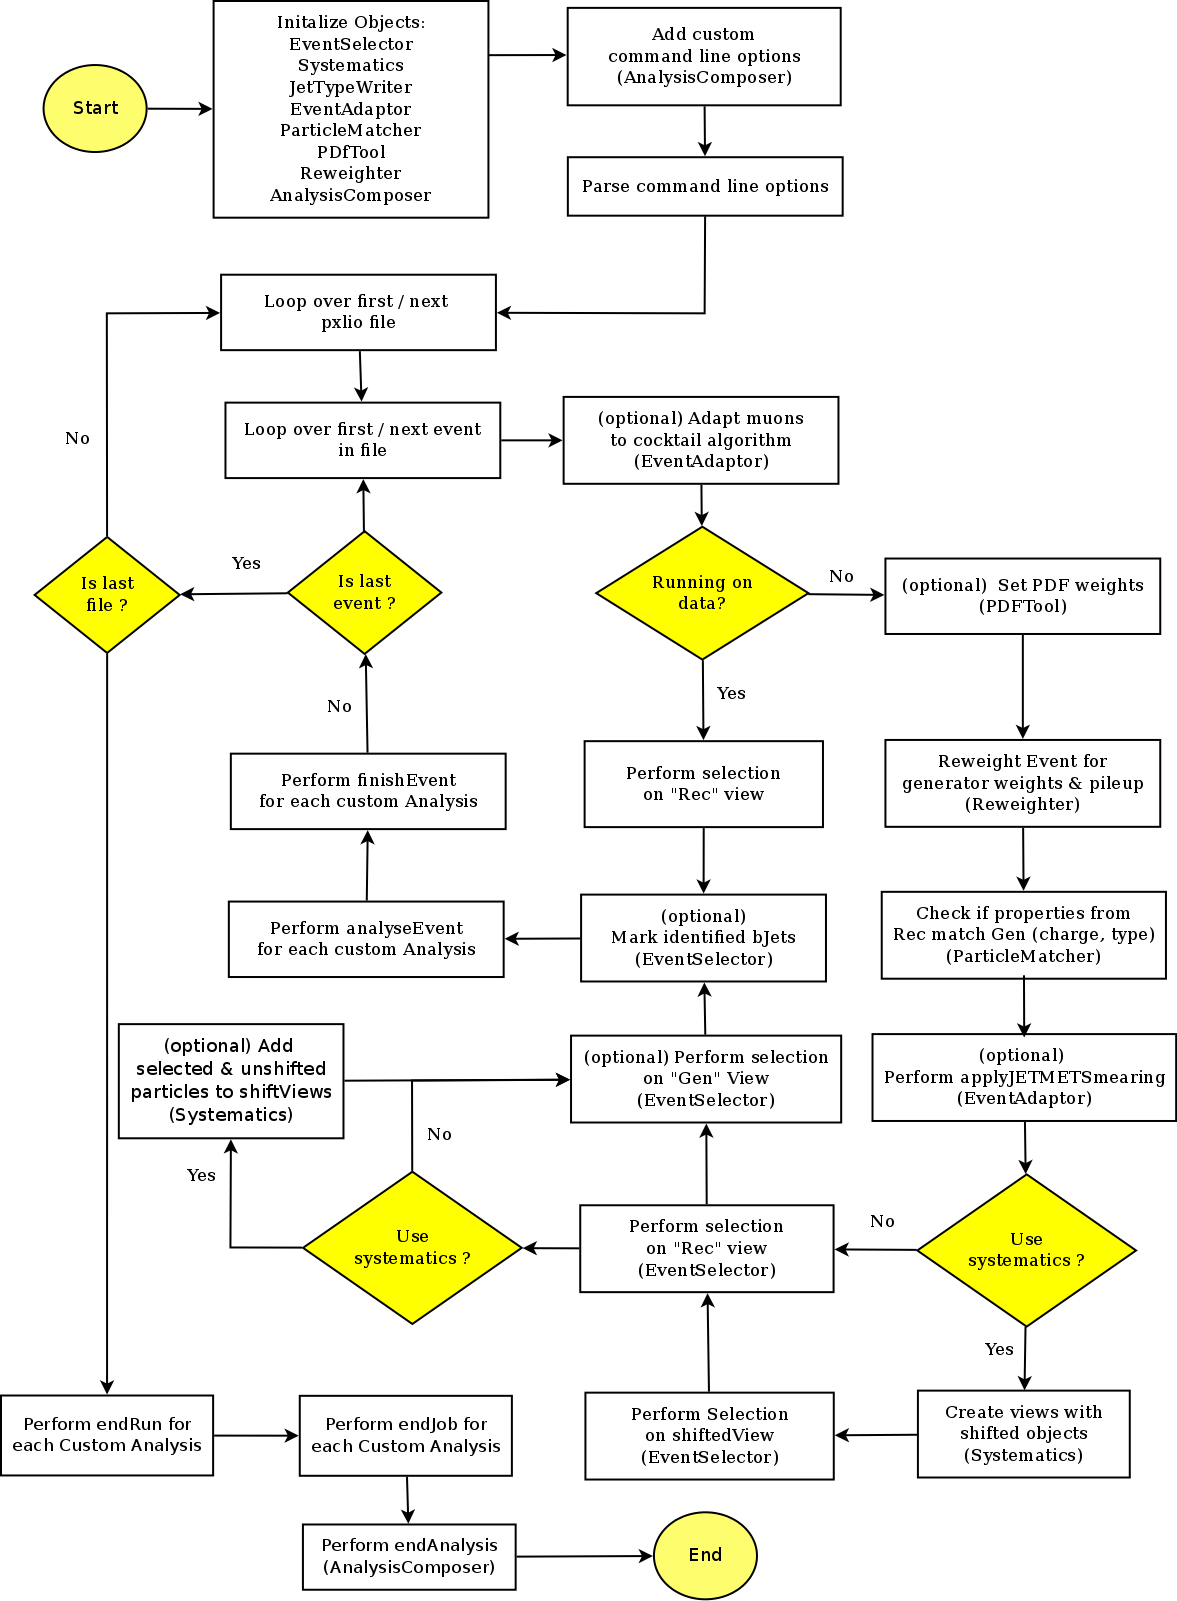 Start
Initalize Objects:
EventSelector
Systematics
JetTypeWriter
EventAdaptor
ParticleMatcher
PDfTool
Reweighter
AnalysisComposer
Add custom
command line options
(AnalysisComposer)
Parse command line options
Loop over first / next
pxlio file
No
Loop over first / next event
in file
(optional) Adapt muons
to cocktail algorithm
(EventAdaptor)
Is last
file ?
Yes
Is last
event ?
Running on
data?
No
(optional)  Set PDF weights
(PDFTool)
No
Yes
Perform finishEvent
for each custom Analysis
Perform selection
on "Rec" view
Reweight Event for
generator weights & pileup
(Reweighter)
Perform analyseEvent
for each custom Analysis
(optional)
Mark identified bJets
(EventSelector)
Check if properties from
Rec match Gen (charge, type)
(ParticleMatcher)
(optional) Add
selected & unshifted
particles to shiftViews
(Systematics)
(optional) Perform selection
on "Gen" View
(EventSelector)
(optional)
Perform applyJETMETSmearing
(EventAdaptor)
No
Yes
Use
systematics ?
Perform selection
on "Rec" view
(EventSelector)
No
Use
systematics ?
Yes
Perform endRun for
each Custom Analysis
Perform endJob for
each Custom Analysis
Perform Selection
on shiftedView
(EventSelector)
Create views with
shifted objects
(Systematics)
Perform endAnalysis
(AnalysisComposer)
End